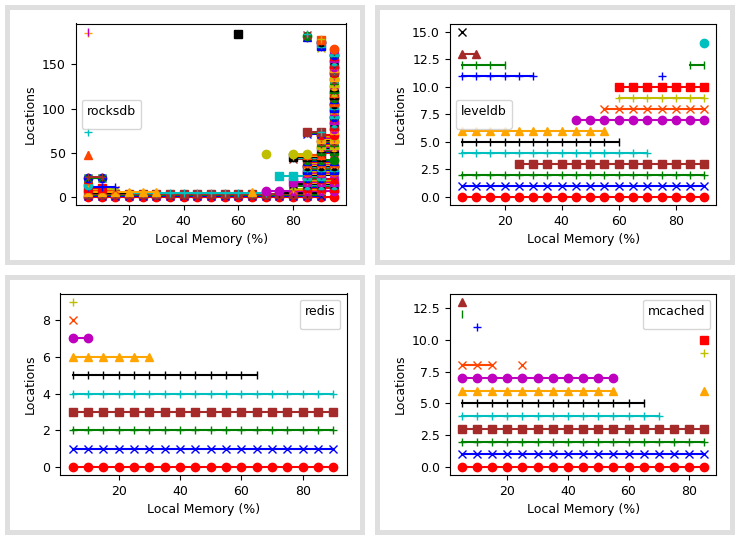 150
100
50
0
Locations
rocksdb
20 40 60 80
Local Memory (%)
15.0
12.5
10.0
7.5
5.0
2.5
0.0
Locations
leveldb
20 40 60 80
Local Memory (%)
8
6
4
2
0
Locations
redis
20 40 60 80
Local Memory (%)
12.5
10.0
7.5
5.0
2.5
0.0
Locations
mcached
20 40 60 80
Local Memory (%)